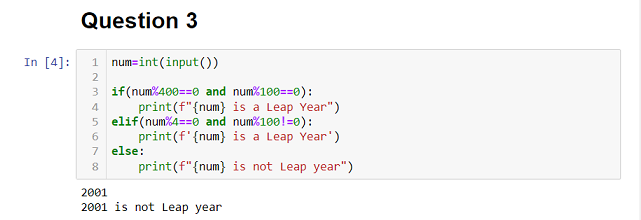 Question 3
In [4]:
1 num=int(input())
2
3 if(num%400==0 and num%100==0):
4     print(f"{num} is a Leap Year")
5 elif(num%4==0 and num%100!=0):
6     print(f'{num} is a Leap Year')
7 else:
8     print(f"{num} is not Leap year")
2001
2001 is not Leap year